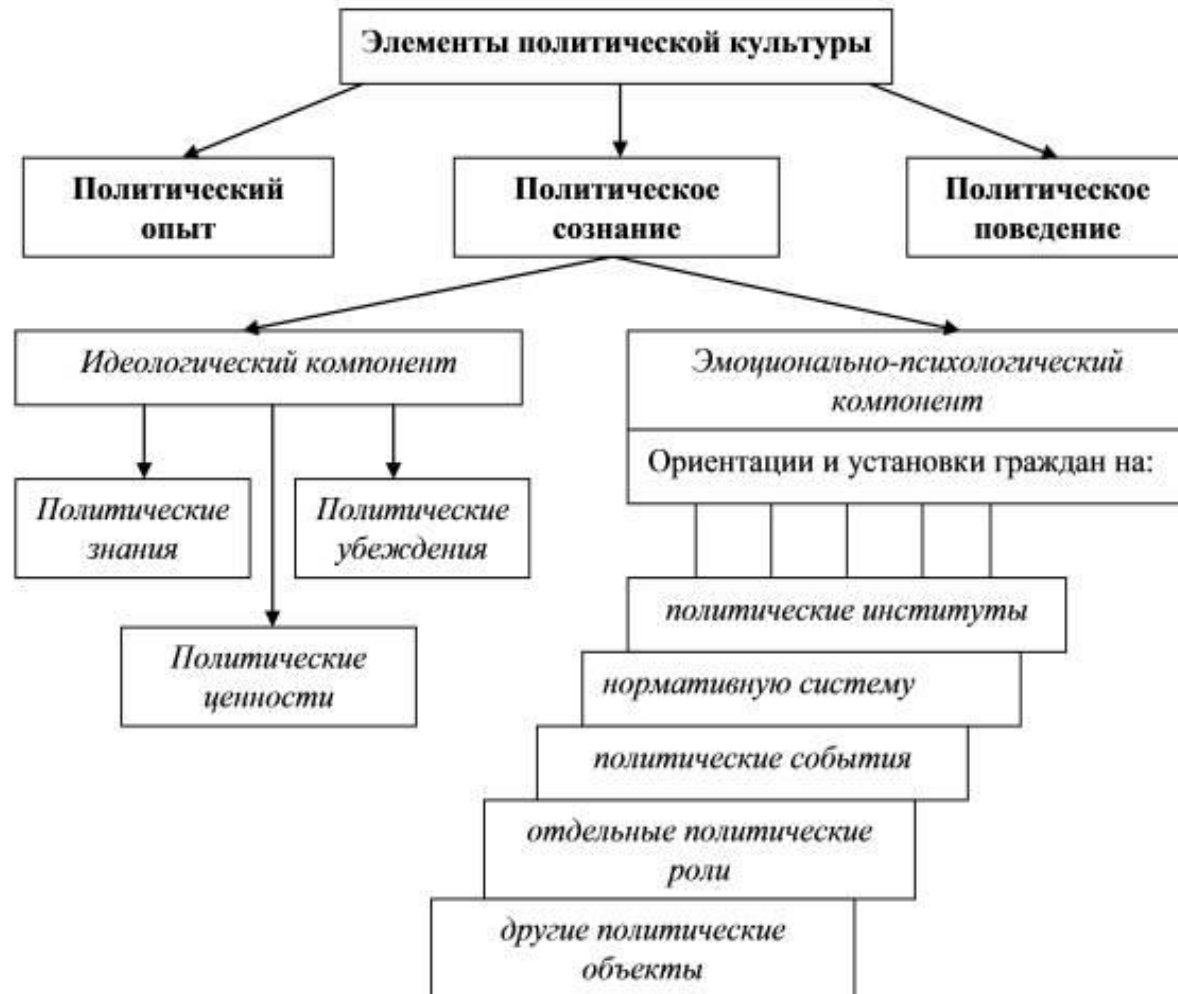 Элементы политической культуры
Политический
опыт
Политическое
сознание
Политическое
поведение
Идеологический компонент
Эмоционально-психологический
компонент
Ориентации и установки граждан на:
Политические
знания
Политические
убеждения
Политические
ценности
политические институты
нормативную систему
политические события
отдельные политические
роли
другие политические
объекты